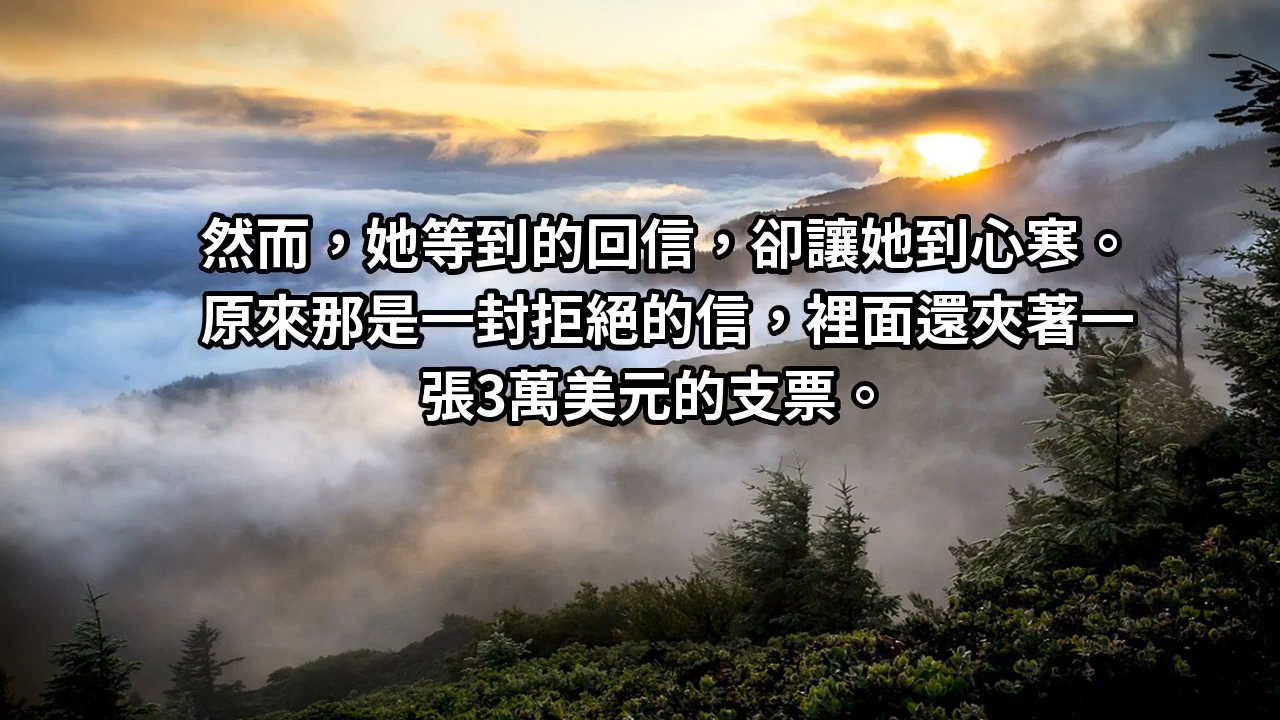 然而，她等到的回信，卻讓她到心寒。
原來那是一封拒絕的信，裡面還夾著一
張3萬美元的支票。